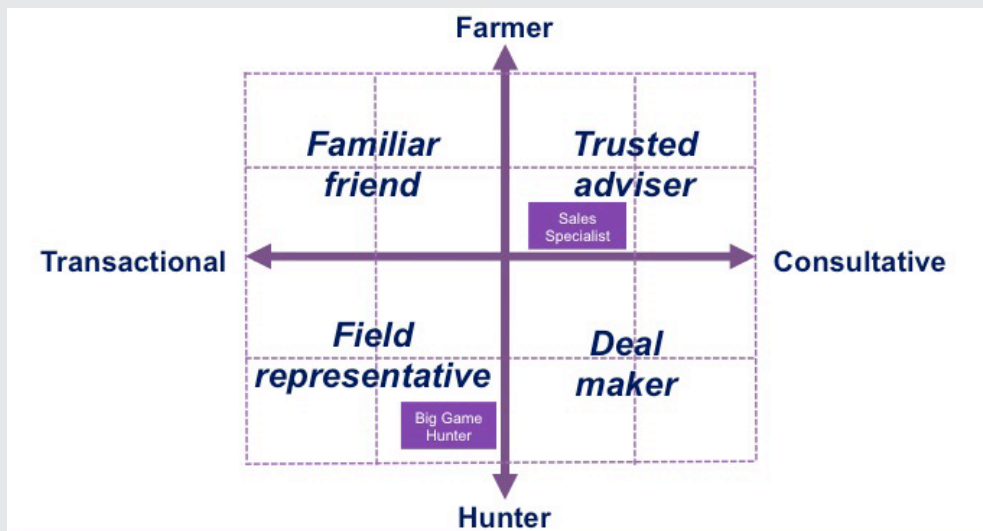 Farmer
Familiar
friend
Trusted
adviser
Sales
Specialist
Transactional
Consultative
Field
representative
Deal
maker
Big Game
Hunter
Hunter